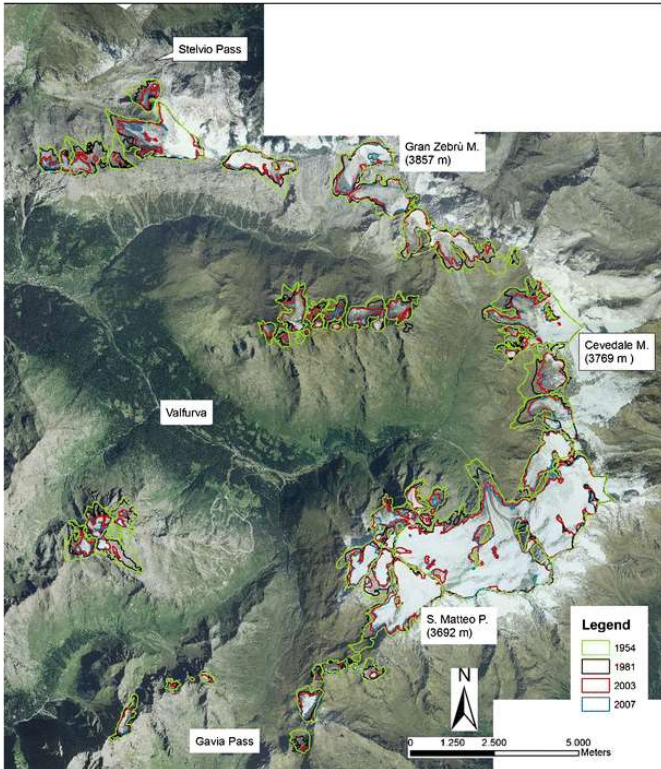 Stelvio Pass
Gran Zebrù M.
(3857 m)
Cevedale M.
(3769 m )
Valfurva
S. Matteo P.
(3692 m)
Legend
1954
1981
2003
2007
N
Gavia Pass
0 1.250 2.500 5 000
Meters